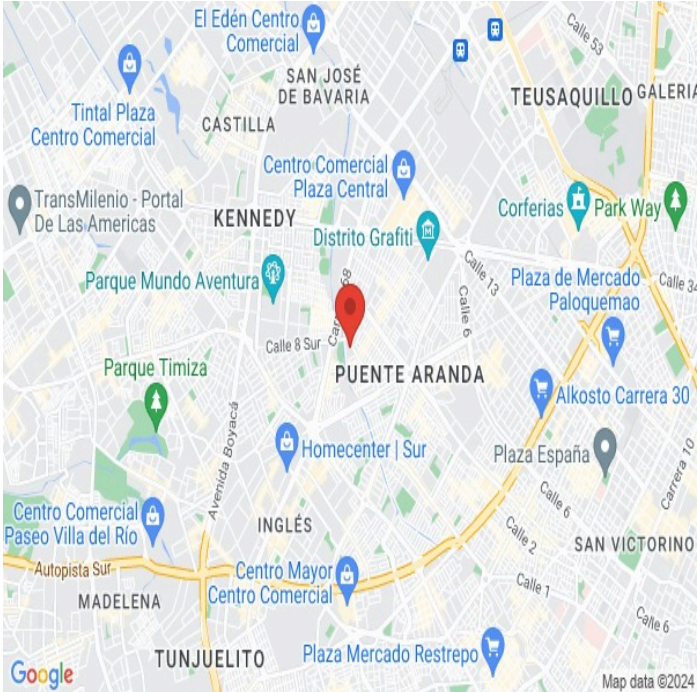 El Edén Centro
Comercial
Calle 53
SAN JOSÉ
DE BAVARIA
TEUSAQUILLO
GALERIA
Tintal Plaza
Centro Comercial
CASTILLA
Centro Comercial
Plaza Central
TransMilenio - Portal
De Las Americas
KENNEDY
Distrito Grafiti
Corferias
Park Way
Calle 13
Parque Mundo Aventura
Calle 6
Plaza de Mercado
Paloquemao
Calle 34
68
Calle 8 Sur
Parque Timiza
PUENTE ARANDA
Alkosto Carrera 30
Avenida Boyacá
Homecenter | Sur
Plaza España
Carrera 10
Centro Comercial
Paseo Villa del Río
INGLÉS
Calle 6
Calle 2
SAN VICTORINO
Autopista Sur
Centro Mayor
Centro Comercial
Calle 1
MADELENA
Calle 6
TUNJUELITO
Plaza Mercado Restrepo
Google
Map data ©2024